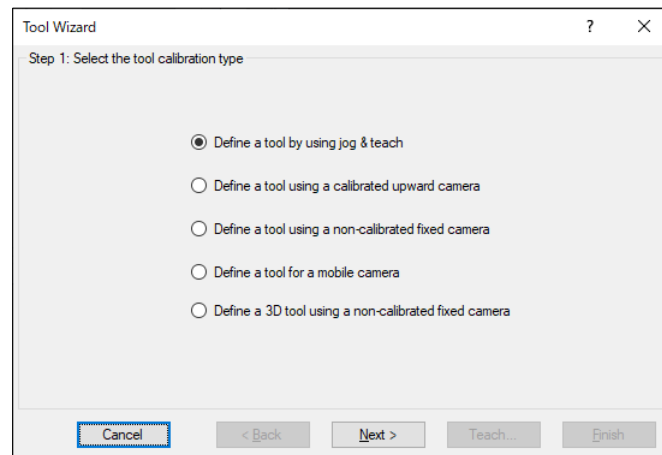 Tool Wizard ? ×
Step 1: Select the tool calibration type
Define a tool by using jog & teach
Define a tool using a calibrated upward camera
Define a tool using a non-calibrated fixed camera
Define a tool for a mobile camera
Define a 3D tool using a non-calibrated fixed camera
Cancel < Back Next > Teach... Finish